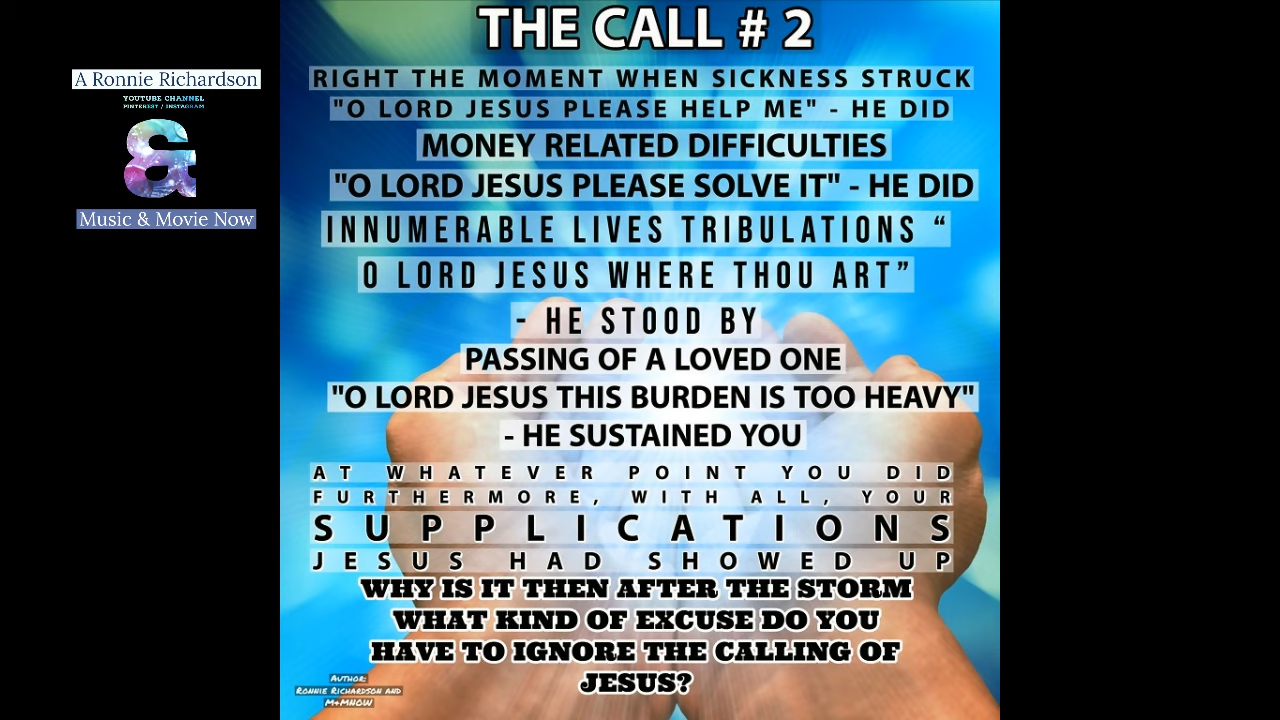 A Ronnie Richardson
YOUTUBE CHANNEL
PINTEREST / INSTAGRAM
&
Music & Movie Now
THE CALL # 2
RIGHT THE MOMENT WHEN SICKNESS STRUCK
"O LORD JESUS PLEASE HELP ME" - HE DID
MONEY RELATED DIFFICULTIES
"O LORD JESUS PLEASE SOLVE IT" - HE DID
INNUMERABLE LIVES TRIBULATIONS “
O LORD JESUS WHERE THOU ART”
- HE STOOD BY
PASSING OF A LOVED ONE
"O LORD JESUS THIS BURDEN IS TOO HEAVY"
- HE SUSTAINED YOU
AT WHATEVER POINT YOU DID
FURTHERMORE, WITH ALL, YOUR
SUPPLICATIONS
JESUS HAD SHOWED UP
WHY IS IT THEN AFTER THE STORM
WHAT KIND OF EXCUSE DO YOU
HAVE TO IGNORE THE CALLING OF
JESUS?
AUTHOR:
RONNIE RICHARDSON AND
M+MNOW